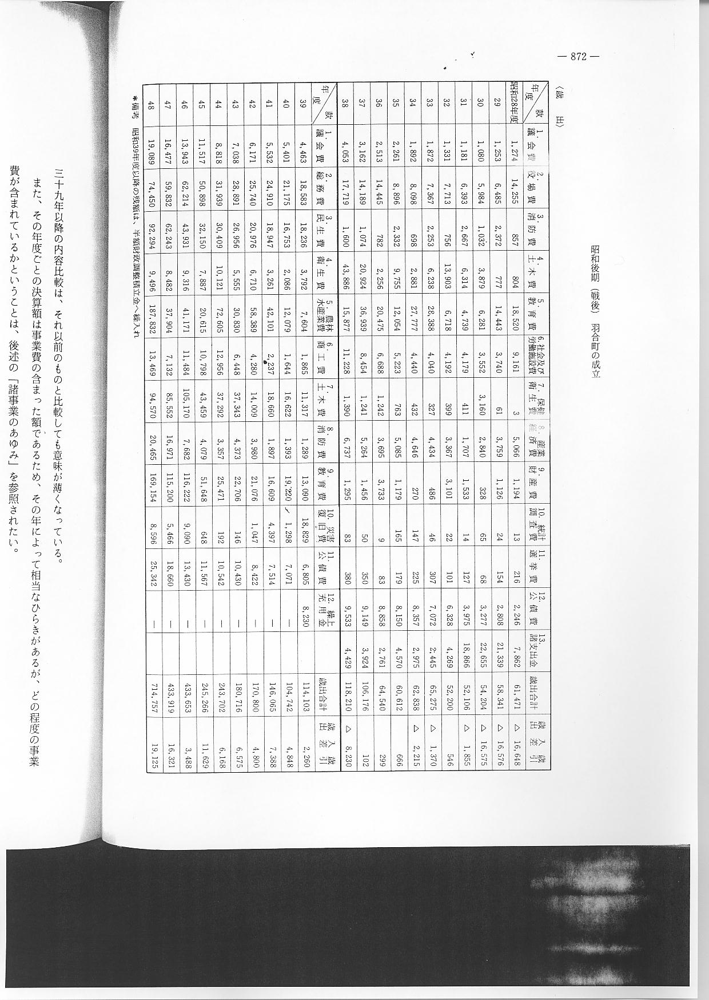 — 872 —
昭和後期（戦後） 羽合町の成立
〈歳 出〉
年度＼款 1.議会費 2.役場費 3.消防費 4.土木費 5.教育費 6.社会及び労働施設費 7.保健衛生費 8.産業経済費 9.財産費 10.統計調査費 11.選挙費 12.公債費 13.諸支出金 歳出合計 歳入歳出差引
昭和28年度 1,274 14,255 857 804 18,520 9,161 3 5,066 1,194 13 216 2,246 7,862 61,471 △ 16,648
29 1,253 6,485 2,372 777 14,443 3,740 61 3,759 1,126 24 154 2,808 21,339 58,341 △ 16,576
30 1,080 5,984 1,032 3,879 6,281 3,552 3,160 2,840 328 65 68 3,277 22,655 54,204 △ 16,575
31 1,181 6,393 2,667 6,314 4,739 4,179 411 1,707 1,533 14 127 3,975 18,866 52,106 △ 1,855
32 1,331 7,713 756 13,903 6,718 4,192 399 3,367 3,101 22 101 6,328 4,269 52,200 546
33 1,872 7,367 2,253 6,238 28,388 4,040 327 4,434 486 46 307 7,072 2,445 65,275 △ 1,370
34 1,892 8,098 698 2,881 27,777 4,440 432 4,646 270 147 225 8,357 2,975 62,838 △ 2,215
35 2,261 8,896 2,332 9,755 12,054 5,223 763 5,085 1,179 165 179 8,150 4,570 60,612 666
36 2,513 14,445 782 2,256 20,475 6,688 1,242 3,695 3,733 9 83 8,858 2,761 64,540 299
37 3,162 14,189 1,074 20,924 36,939 8,454 1,241 5,264 1,456 50 350 9,149 3,924 106,176 102
38 4,053 17,719 1,600 43,886 15,877 11,228 1,390 6,737 1,295 83 380 9,533 4,429 118,210 △ 8,230
年度＼款 1.議会費 2.総務費 3.民生費 4.衛生費 5.農林水産業費 6.商工費 7.土木費 8.消防費 9.教育費 10.災害復旧費 11.公債費 12.繰上充用金 歳出合計 歳入歳出差引
39 4,463 18,583 18,236 3,792 7,604 1,865 11,317 1,289 13,090 18,829 6,805 8,230 114,103 2,260
40 5,401 21,175 16,753 2,086 12,079 1,644 16,622 1,393 19,220 1,298 7,071 — 104,742 4,848
41 5,532 24,910 18,947 3,261 42,101 2,237 18,660 1,897 16,609 4,397 7,514 — 146,065 7,388
42 6,171 25,740 20,976 6,710 58,389 4,280 14,009 3,980 21,076 1,047 8,422 — 170,800 4,800
43 7,038 28,891 26,956 5,555 30,830 6,448 37,343 4,373 22,706 146 10,430 — 180,716 6,575
44 8,818 31,939 30,409 10,121 72,605 12,956 37,292 3,357 25,471 192 10,542 — 243,702 6,168
45 11,517 50,898 32,150 7,887 20,615 10,798 43,459 4,079 51,648 648 11,567 — 245,266 11,629
46 13,943 62,214 43,931 9,316 41,171 11,484 105,170 7,682 116,222 9,090 13,430 — 433,653 3,488
47 16,477 59,832 62,243 8,482 37,904 7,132 85,552 16,971 115,200 5,466 18,660 — 433,919 16,321
48 19,089 74,450 92,294 9,496 187,832 13,469 94,570 20,465 169,154 8,596 25,342 — 714,757 19,125
＊備考 昭和39年度以降の残額は、半額財政調整積立金へ繰入れ
三十九年以降の内容比較は、それ以前のものと比較しても意味が薄くなっている。
また、その年度ごとの決算額は事業費の含まった額であるため、その年によって相当なひらきがあるが、どの程度の事業
費が含まれているかということは、後述の「諸事業のあゆみ」を参照されたい。